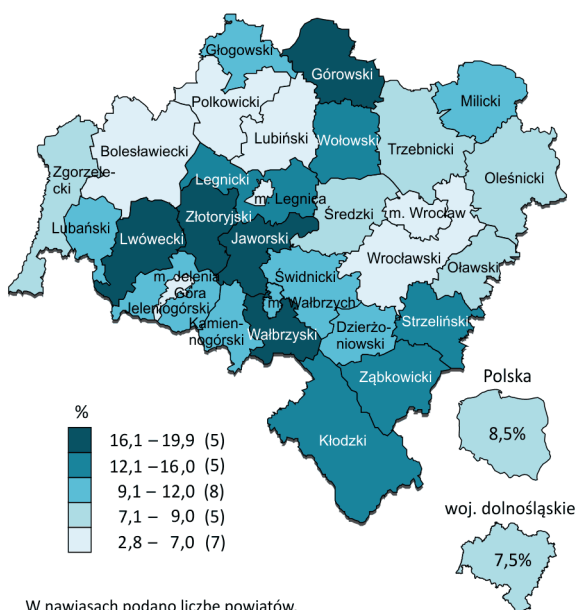 Głogowski
Górowski
Polkowicki
Milicki
Lubiński
Wołowski
Bolesławiecki
Trzebnicki
Zgorzele-
cki
Legnicki
Oleśnicki
m. Legnica
Średzki
m. Wrocław
Lubański
Lwówecki
Złotoryjski
Jaworski
Wrocławski
Oławski
m. Jelenia
Góra
Jeleniogórski
Świdnicki
m. Wałbrych
Kamien-
nogórski
Wałbrzyski
Dzierżo-
niowski
Strzeliński
Ząbkowicki
Kłodzki
Polska
8,5%
woj. dolnośląskie
7,5%
%
16,1 – 19,9 (5)
12,1 – 16,0 (5)
9,1 – 12,0 (8)
7,1 – 9,0 (5)
2,8 – 7,0 (7)
W nawiasach podano liczbę powiatów.